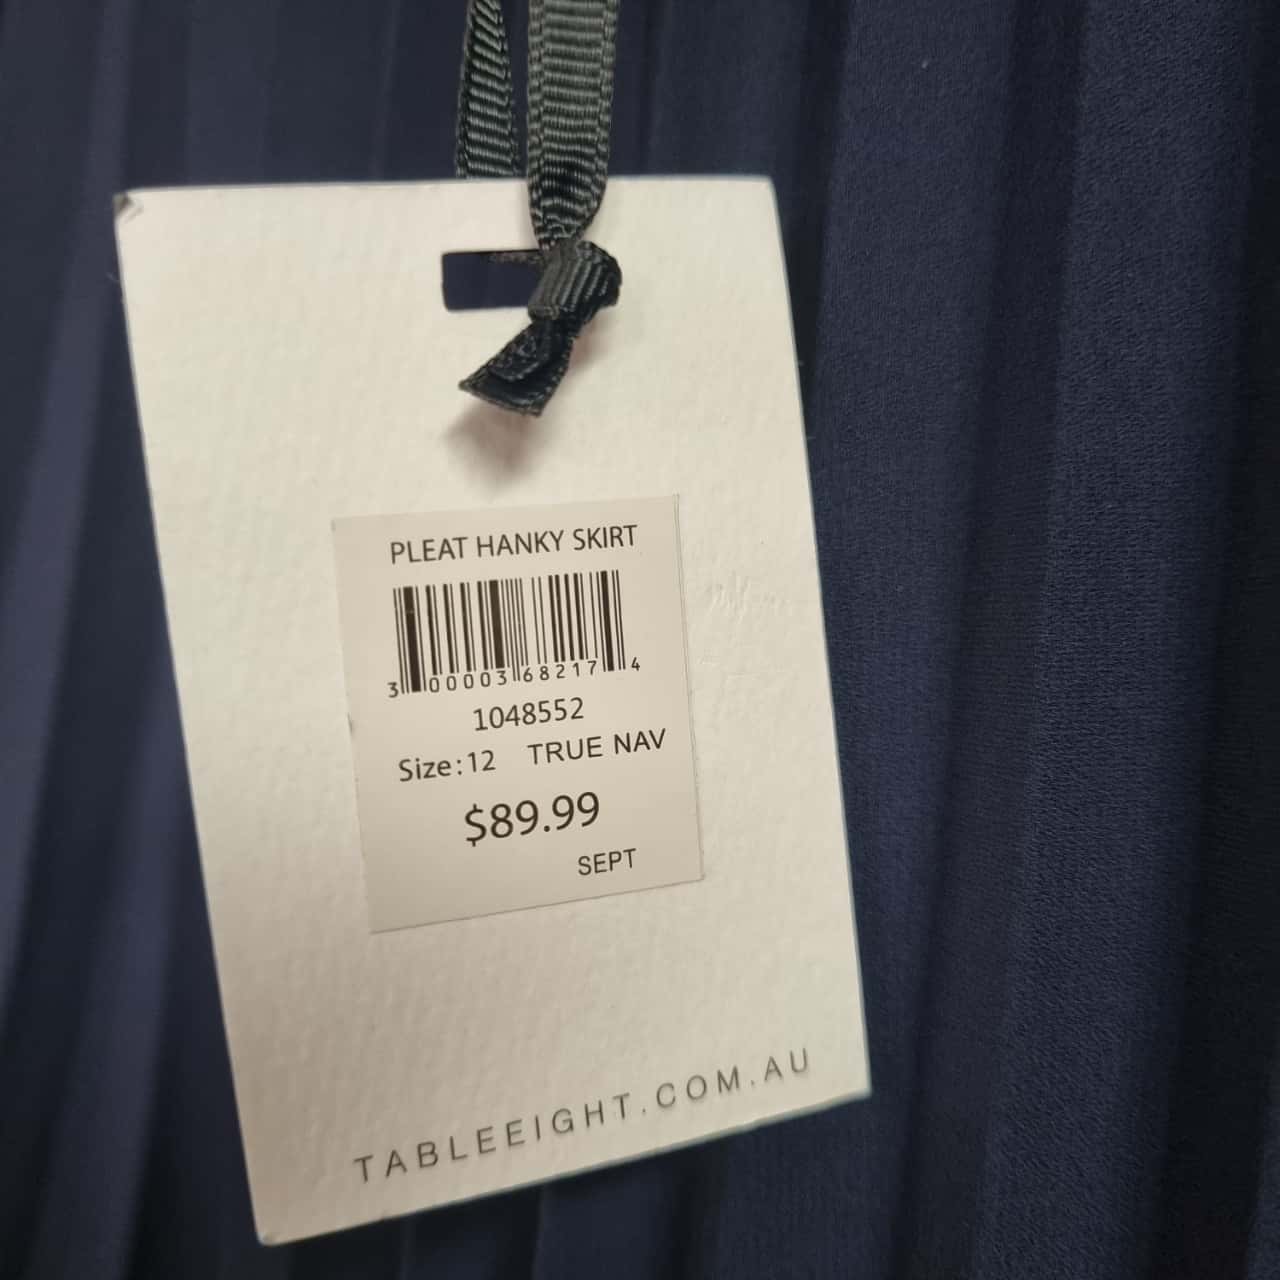 PLEAT HANKY SKIRT
3 00003 68217 4
1048552
Size:12 TRUE NAV
$89.99
SEPT
TABLEEIGHT.COM.AU